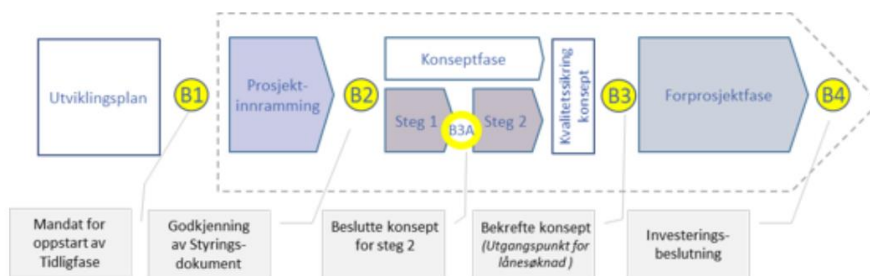 Utviklingsplan
B1
Prosjekt-
innramming
B2
Konseptfase
Steg 1
B3A
Steg 2
Kvalitetssikring
konsept
B3
Forprosjektfase
B4
Mandat for
oppstart av
Tidligfase
Godkjenning
av Styrings-
dokument
Beslutte konsept
for steg 2
Bekrefte konsept
(Utgangspunkt for
lånesøknad )
Investerings-
beslutning